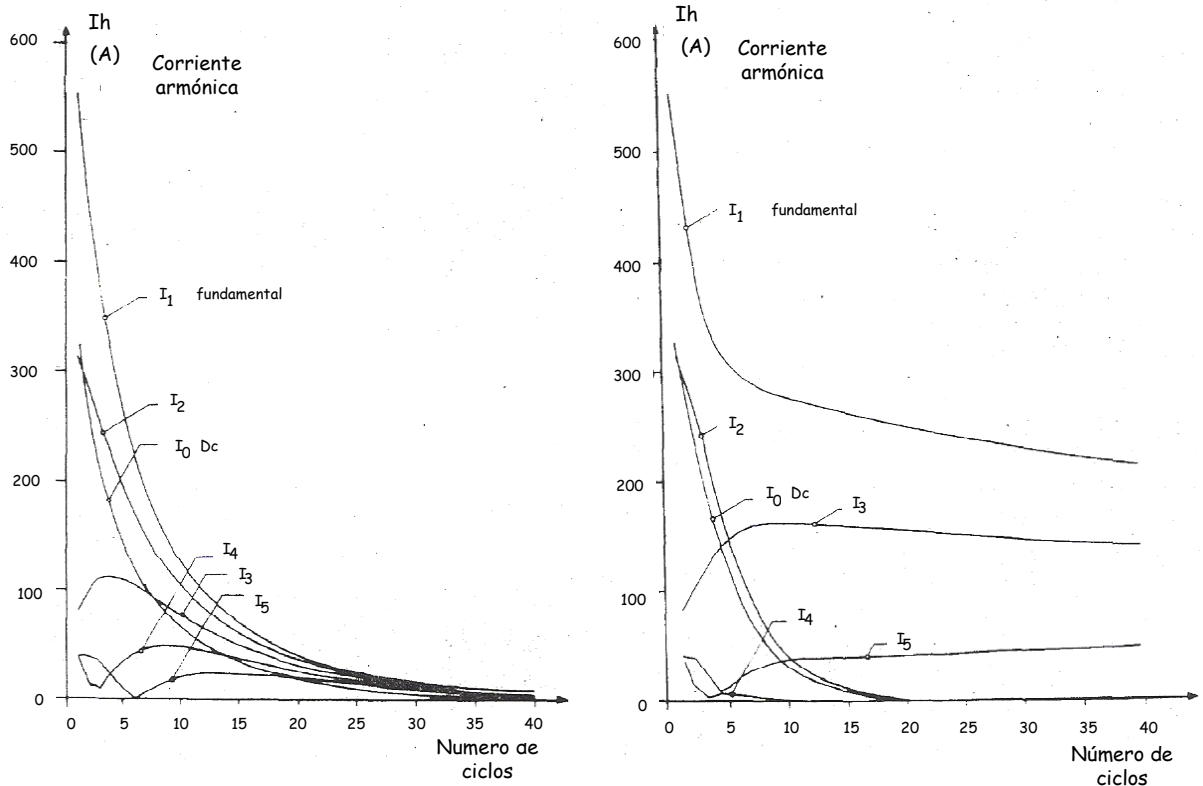 Ih
(A)
Corriente
armónica
600
500
400
300
200
100
0
I1 fundamental
I2
I0 Dc
I4
I3
I5
0 5 10 15 20 25 30 35 40
Numero de
ciclos
Ih
(A)
Corriente
armónica
600
500
400
300
200
100
0
I1 fundamental
I2
I0 Dc
I3
I4
I5
0 5 10 15 20 25 30 35 40
Número de
ciclos